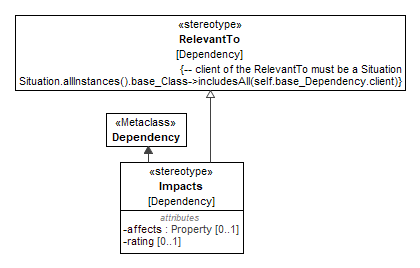 «stereotype»
RelevantTo
[Dependency]
{-- client of the RelevantTo must be a Situation
Situation.allInstances().base_Class->includesAll(self.base_Dependency.client)}
«Metaclass»
Dependency
«stereotype»
Impacts
[Dependency]
attributes
-affects : Property [0..1]
-rating [0..1]